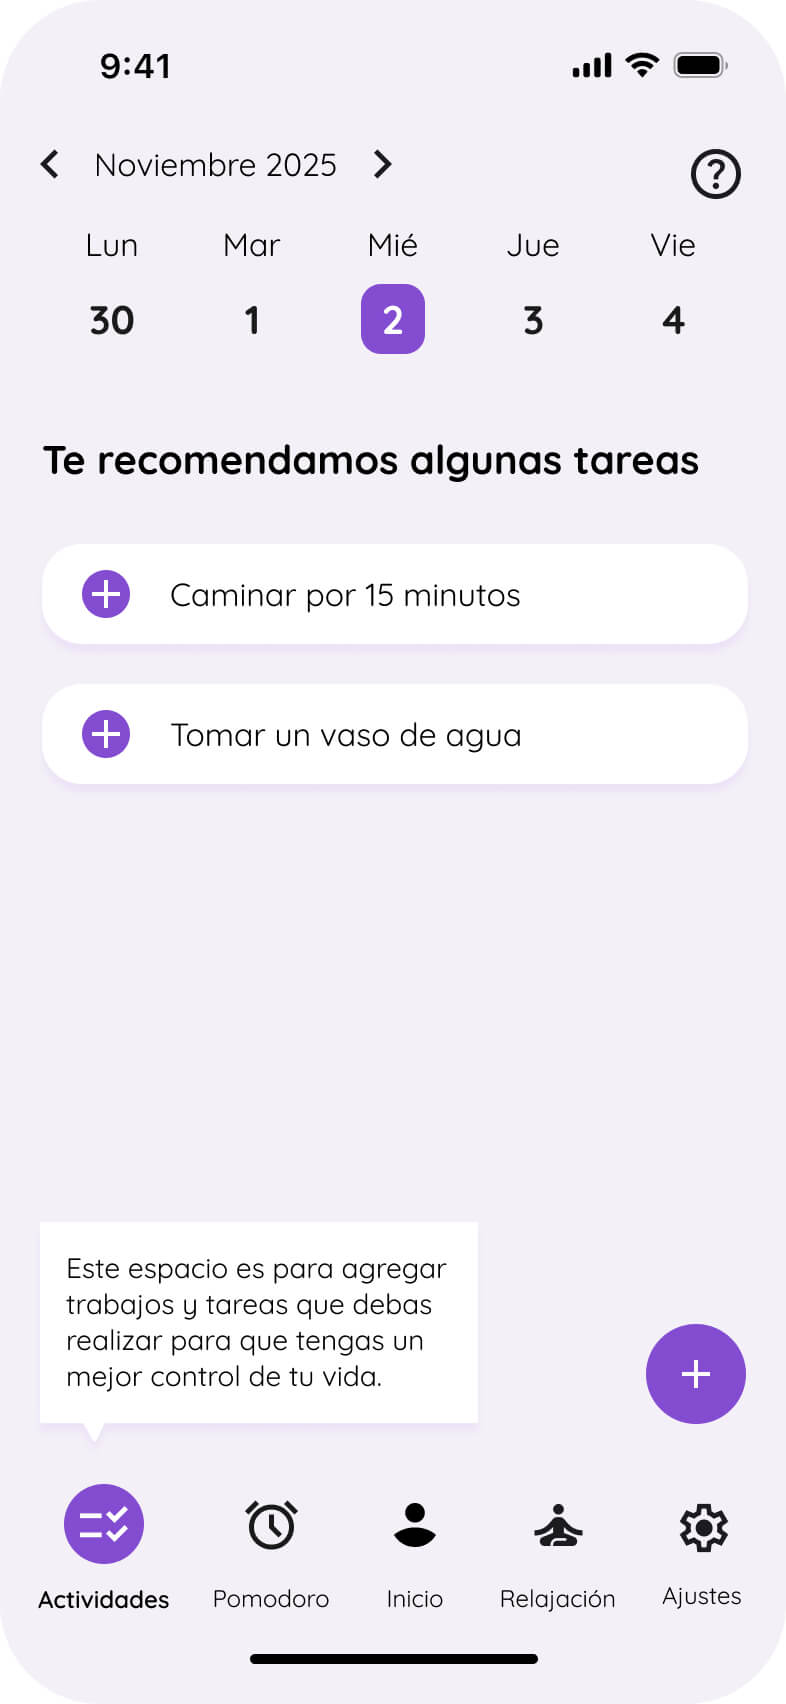 9:41
Noviembre 2025
Lun Mar Mié Jue Vie
30 1 2 3 4
Te recomendamos algunas tareas
Caminar por 15 minutos
Tomar un vaso de agua
Este espacio es para agregar
trabajos y tareas que debas
realizar para que tengas un
mejor control de tu vida.
Actividades Pomodoro Inicio Relajación Ajustes